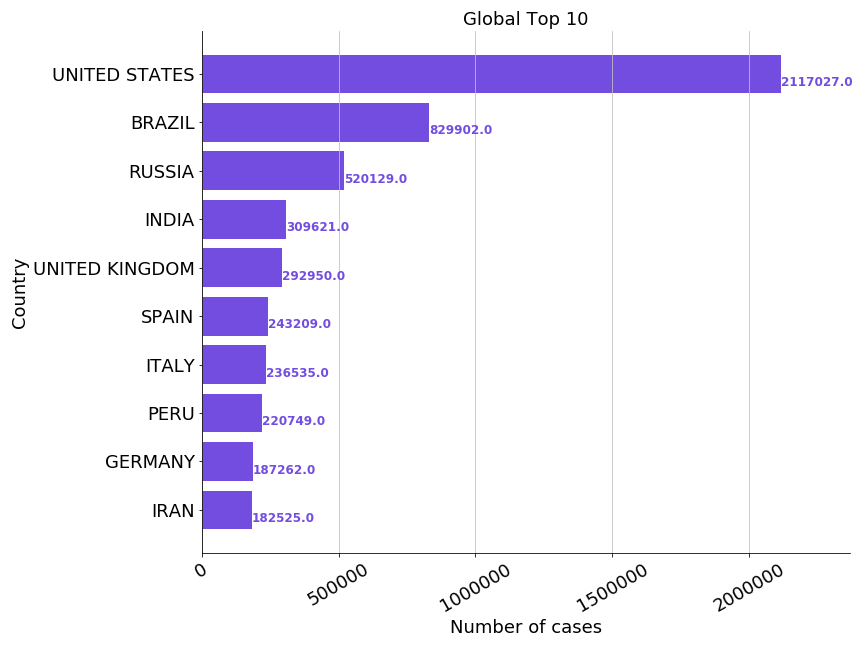 Global Top 10
Country
UNITED STATES 2117027.0
BRAZIL 829902.0
RUSSIA 520129.0
INDIA 309621.0
UNITED KINGDOM 292950.0
SPAIN 243209.0
ITALY 236535.0
PERU 220749.0
GERMANY 187262.0
IRAN 182525.0
0 500000 1000000 1500000 2000000
Number of cases